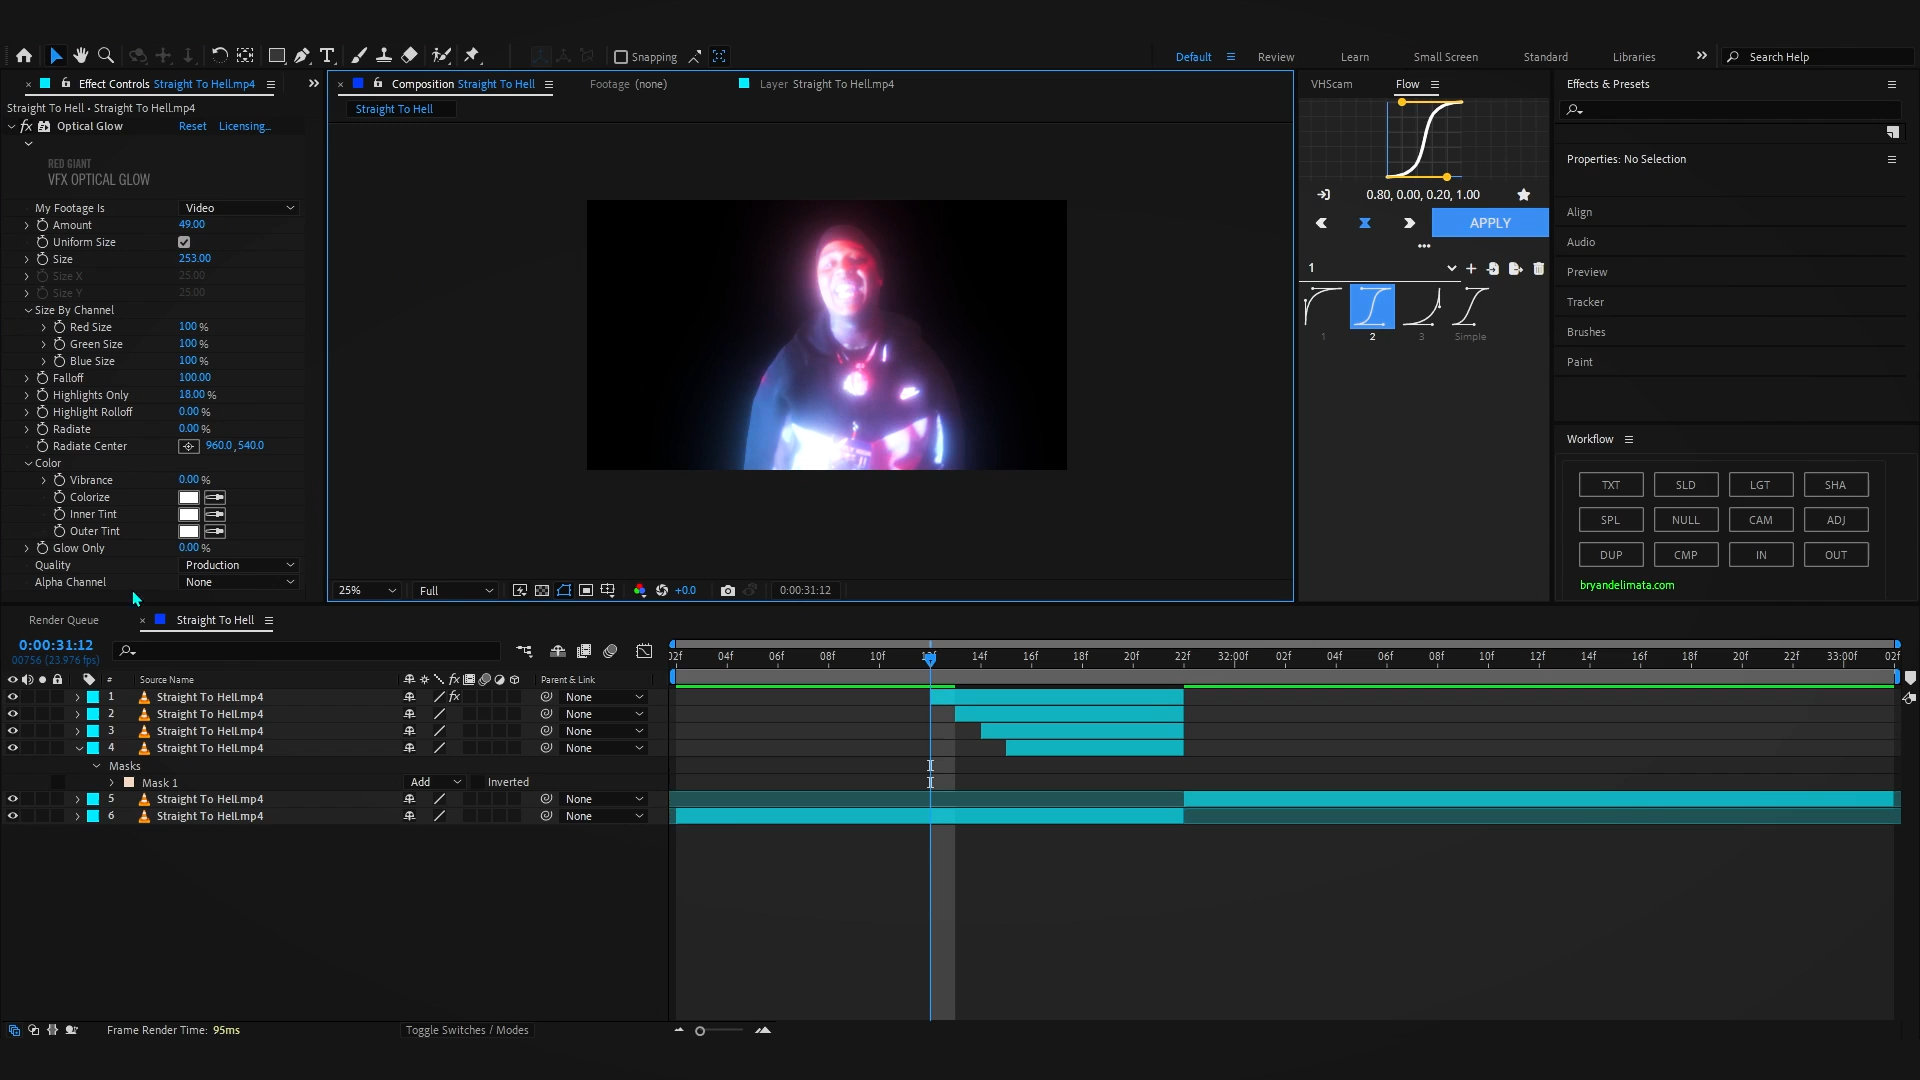 Snapping
Default
Review
Learn
Small Screen
Standard
Libraries
Search Help
Effect Controls Straight To Hell.mp4
Composition Straight To Hell
Footage (none)
Layer Straight To Hell.mp4
VHScam
Flow
Effects & Presets
Straight To Hell • Straight To Hell.mp4
Straight To Hell
fx Optical Glow
Reset
Licensing...
RED GIANT
VFX OPTICAL GLOW
My Footage Is
Video
Amount
49.00
Uniform Size
Size
253.00
Size X
25.00
Size Y
25.00
Size By Channel
Red Size
100 %
Green Size
100 %
Blue Size
100 %
Falloff
100.00
Highlights Only
18.00 %
Highlight Rolloff
0.00 %
Radiate
0.00 %
Radiate Center
960.0, 540.0
Color
Vibrance
0.00 %
Colorize
Inner Tint
Outer Tint
Glow Only
0.00 %
Quality
Production
Alpha Channel
None
25%
Full
+0.0
0:00:31:12
0.80, 0.00, 0.20, 1.00
APPLY
1
1
2
3
Simple
Properties: No Selection
Align
Audio
Preview
Tracker
Brushes
Paint
Workflow
TXT
SLD
LGT
SHA
SPL
NULL
CAM
ADJ
DUP
CMP
IN
OUT
bryandelimata.com
Render Queue
Straight To Hell
0:00:31:12
00756 (23.976 fps)
# Source Name
fx
Parent & Link
02f 04f 06f 08f 10f 12f 14f 16f 18f 20f 22f 32:00f 02f 04f 06f 08f 10f 12f 14f 16f 18f 20f 22f 33:00f 02f
1 Straight To Hell.mp4 fx None
2 Straight To Hell.mp4 None
3 Straight To Hell.mp4 None
4 Straight To Hell.mp4 None
Masks
Mask 1 Add Inverted
5 Straight To Hell.mp4 None
6 Straight To Hell.mp4 None
Frame Render Time: 95ms
Toggle Switches / Modes